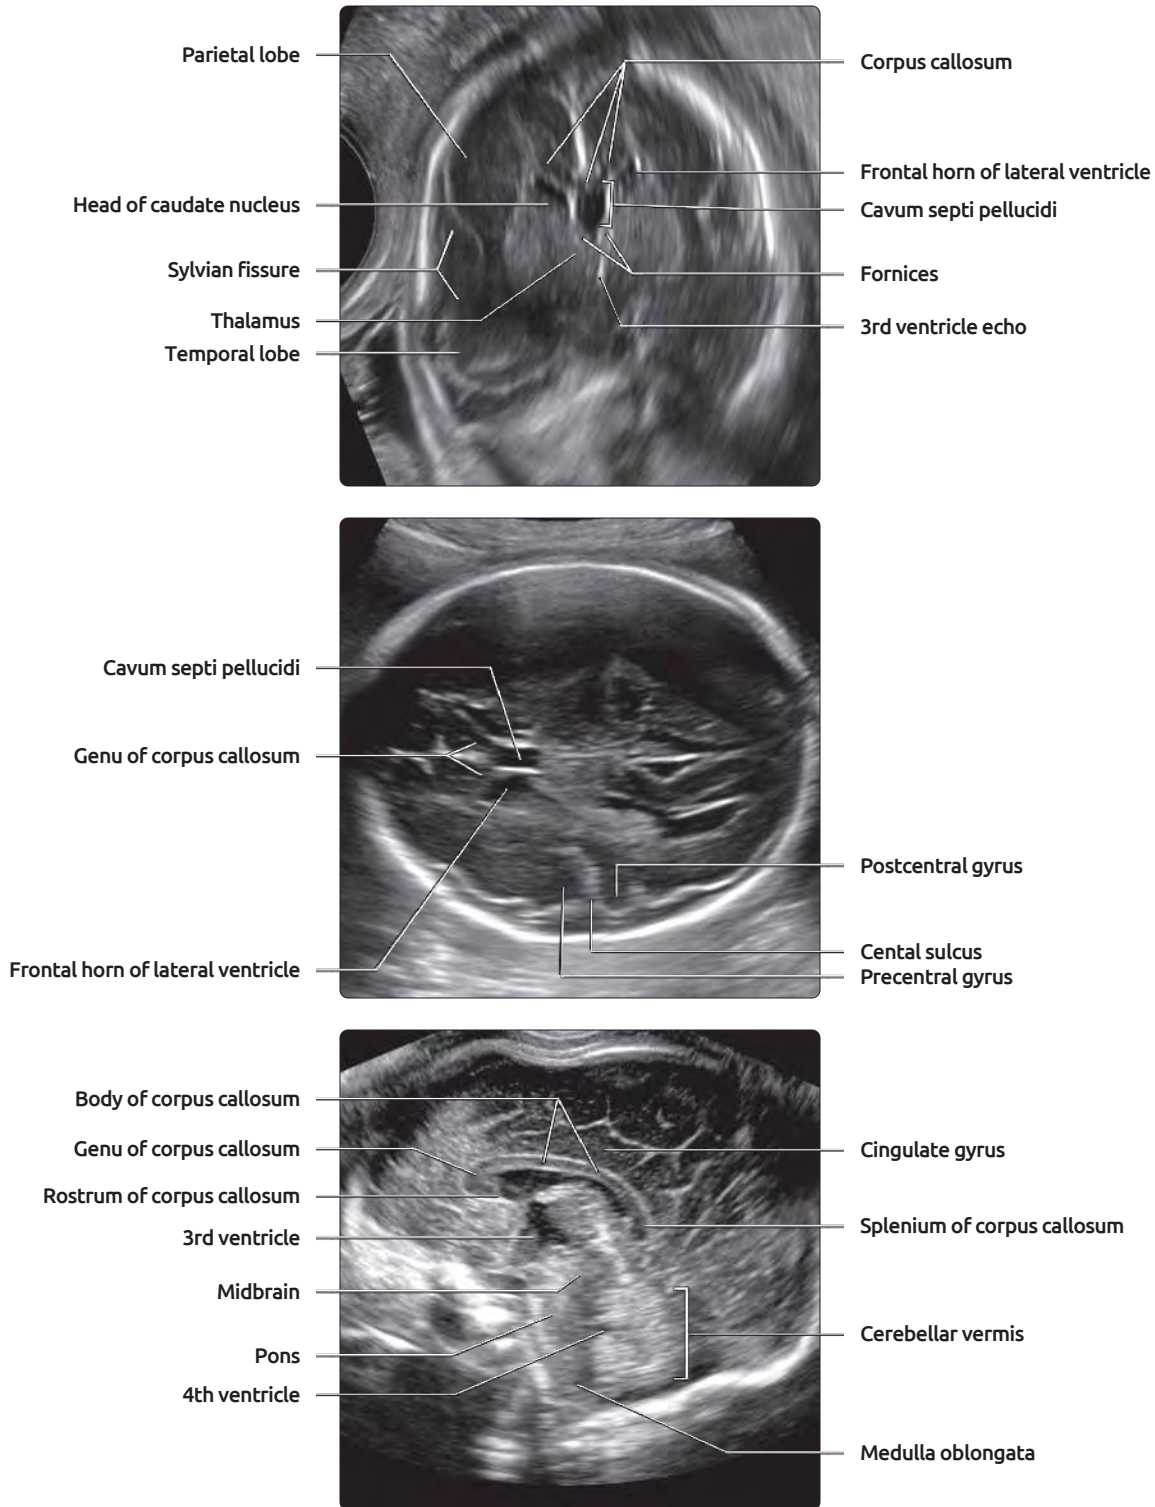 Parietal lobe
Head of caudate nucleus
Sylvian fissure
Thalamus
Temporal lobe
Corpus callosum
Frontal horn of lateral ventricle
Cavum septi pellucidi
Fornices
3rd ventricle echo
Cavum septi pellucidi
Genu of corpus callosum
Frontal horn of lateral ventricle
Postcentral gyrus
Cental sulcus
Precentral gyrus
Body of corpus callosum
Genu of corpus callosum
Rostrum of corpus callosum
3rd ventricle
Midbrain
Pons
4th ventricle
Cingulate gyrus
Splenium of corpus callosum
Cerebellar vermis
Medulla oblongata